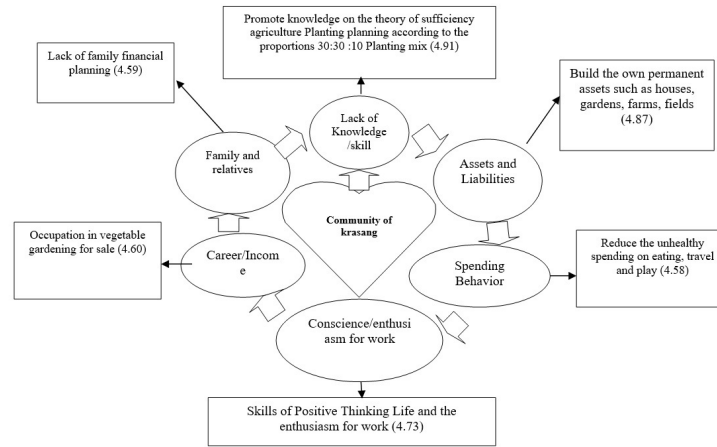 Promote knowledge on the theory of sufficiency
agriculture Planting planning according to the
proportions 30:30 :10 Planting mix (4.91)
Lack of family financial
planning (4.59)
Build the own permanent
assets such as houses,
gardens, farms, fields
(4.87)
Lack of
Knowledge
/skill
Family and
relatives
Assets and
Liabilities
Community of
krasang
Occupation in vegetable
gardening for sale (4.60)
Career/Incom
e
Spending
Behavior
Reduce the unhealthy
spending on eating, travel
and play (4.58)
Conscience/enthusi
asm for work
Skills of Positive Thinking Life and the
enthusiasm for work (4.73)